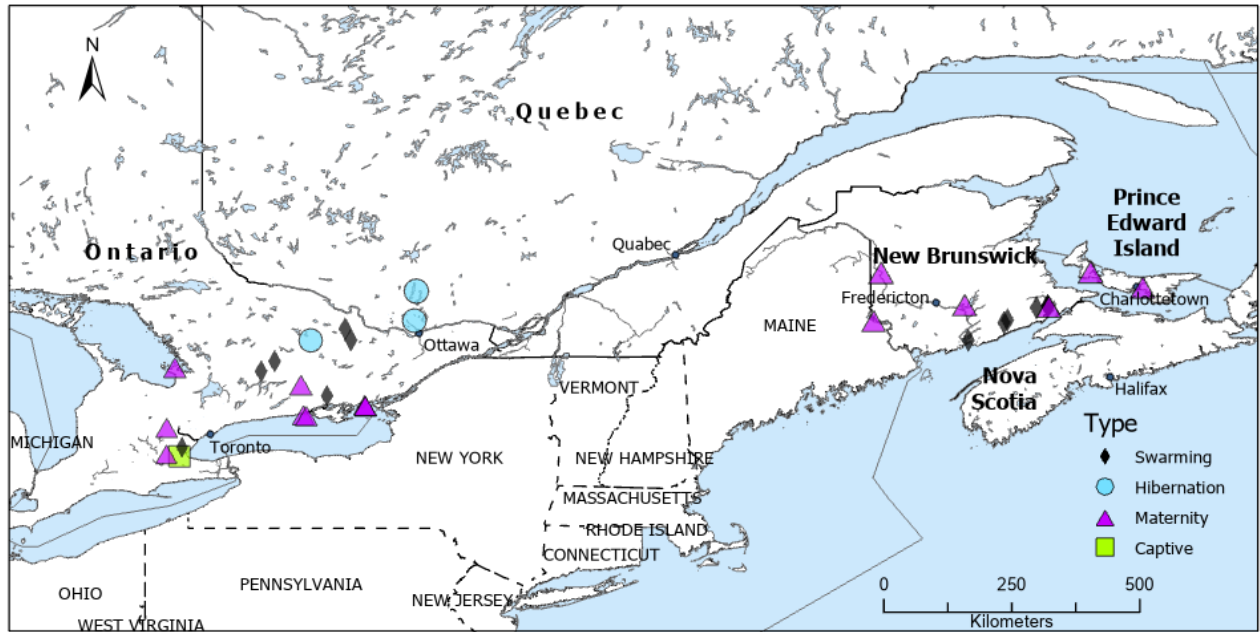 N
Quebec
Prince
Edward
Island
Ontario
Quabec
New Brunswick
Fredericton
Charlottetown
MAINE
Ottawa
VERMONT
Nova
Scotia
Halifax
MICHIGAN
Toronto
NEW YORK
NEW HAMPSHIRE
MASSACHUSETTS
RHODE ISLAND
CONNECTICUT
OHIO
PENNSYLVANIA
NEW JERSEY
WEST VIRGINIA
Type
Swarming
Hibernation
Maternity
Captive
0 250 500
Kilometers